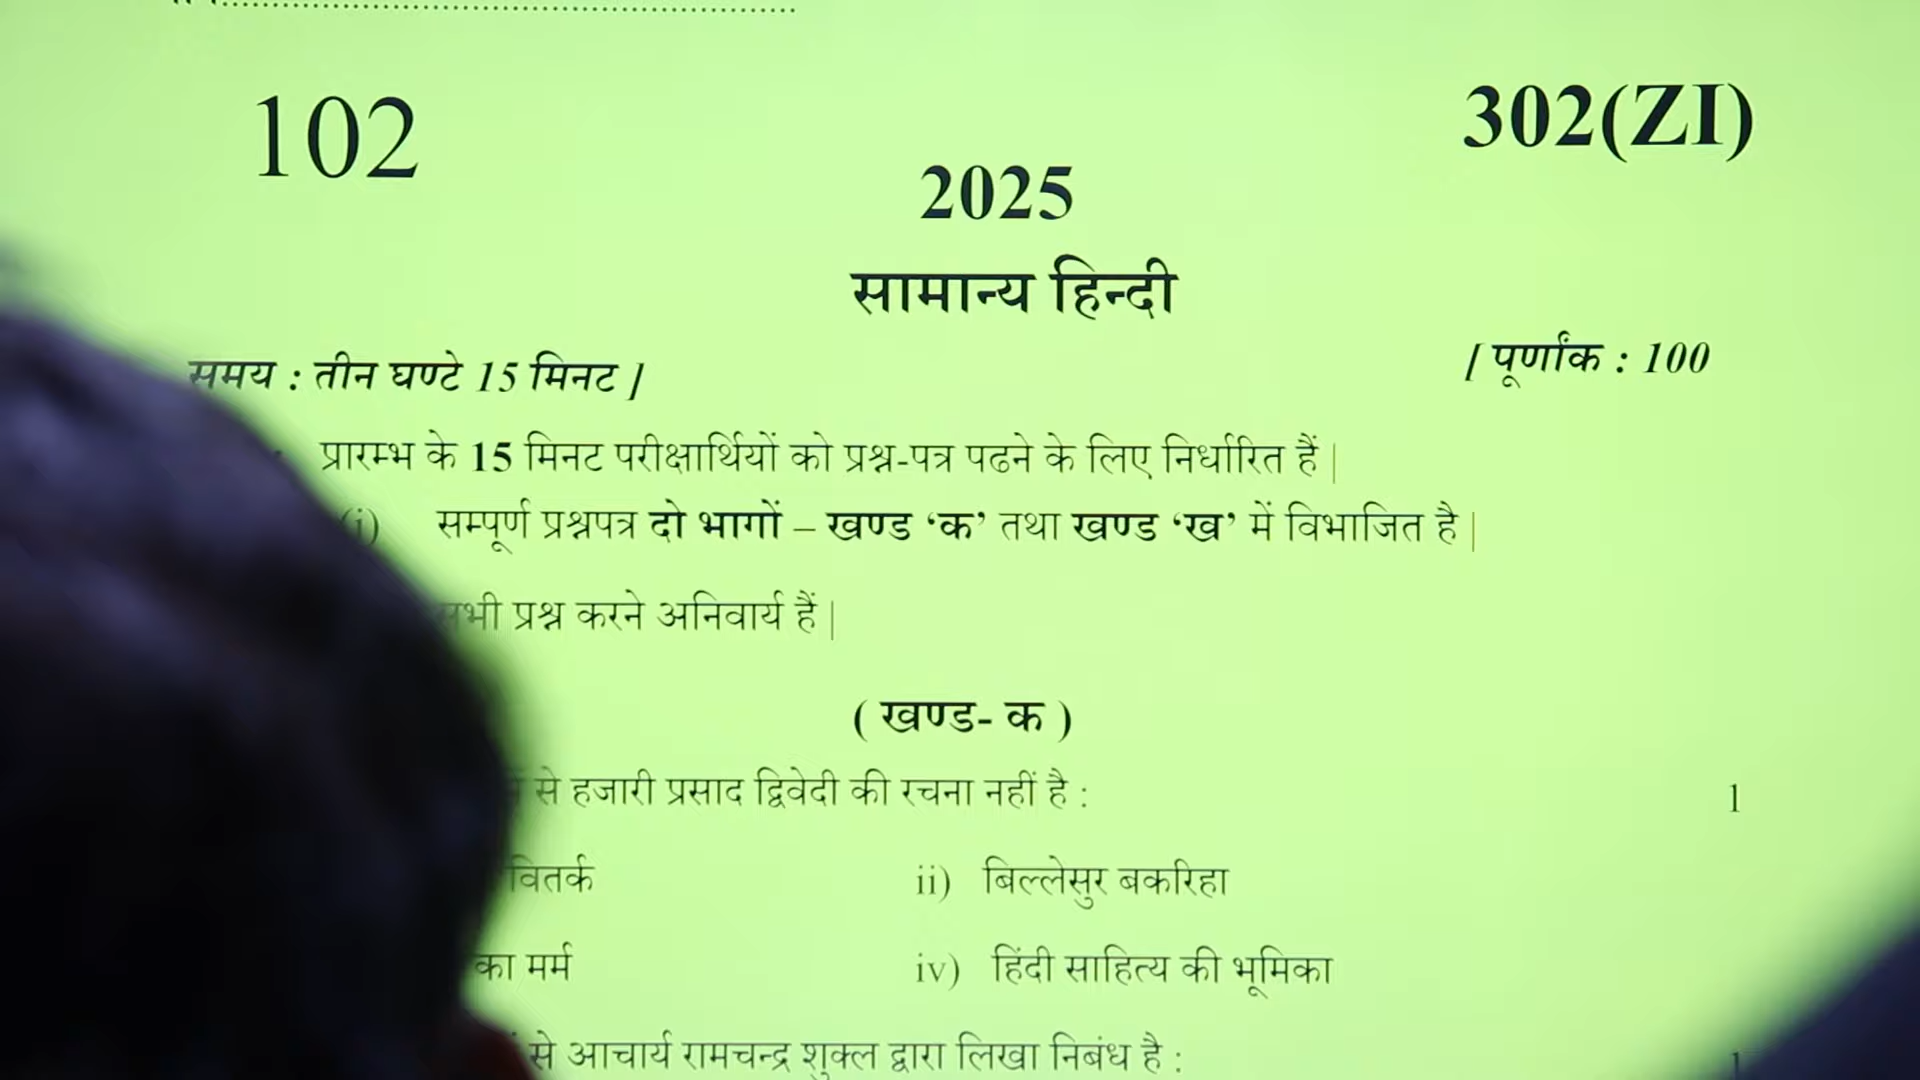 102
302(ZI)
2025
सामान्य हिन्दी
समय : तीन घण्टे 15 मिनट ]
[ पूर्णांक : 100
प्रारम्भ के 15 मिनट परीक्षार्थियों को प्रश्न-पत्र पढने के लिए निर्धारित हैं |
(i) सम्पूर्ण प्रश्नपत्र दो भागों – खण्ड ‘क’ तथा खण्ड ‘ख’ में विभाजित है |
सभी प्रश्न करने अनिवार्य हैं |
( खण्ड- क )
से हजारी प्रसाद द्विवेदी की रचना नहीं है : 1
वितर्क ii) बिल्लेसुर बकरिहा
का मर्म iv) हिंदी साहित्य की भूमिका
से आचार्य रामचन्द्र शुक्ल द्वारा लिखा निबंध है : 1